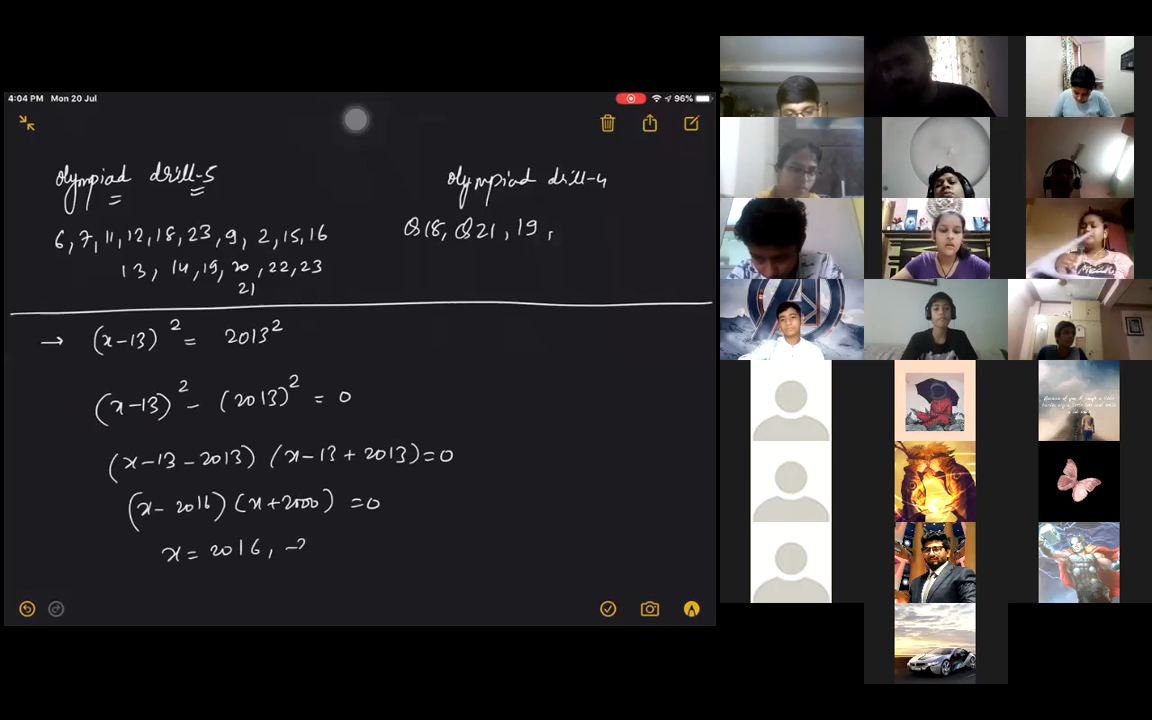 4:04 PM Mon 20 Jul
96%
olympiad drill-5
6, 7, 11, 12, 18, 23, 9, 2, 15, 16
13, 14, 19, 20, 22, 23
21
olympiad drill-4
Q18, Q21, 19,
→ (x-13)² = 2013²
(x-13)² - (2013)² = 0
(x-13-2013) (x-13+2013)=0
(x-2016) (x+2000) =0
x = 2016, -2